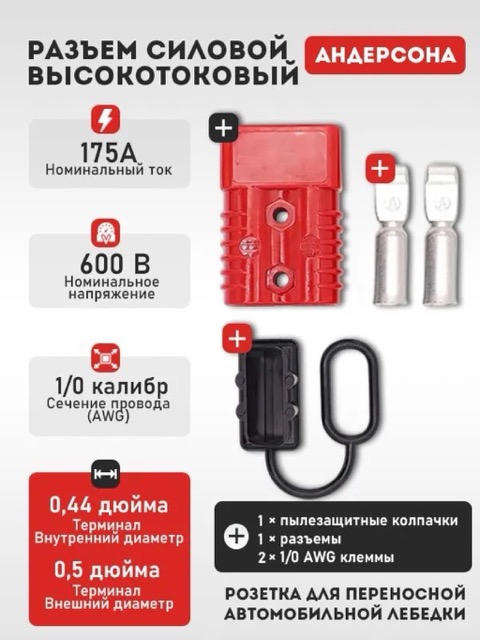 РАЗЪЕМ СИЛОВОЙ
ВЫСОКОТОКОВЫЙ
АНДЕРСОНА
175А
Номинальный ток
600 В
Номинальное
напряжение
1/0 калибр
Сечение провода
(AWG)
0,44 дюйма
Терминал
Внутренний диаметр
0,5 дюйма
Терминал
Внешний диаметр
1 × пылезащитные колпачки
1 × разъемы
2 × 1/0 AWG клеммы
РОЗЕТКА ДЛЯ ПЕРЕНОСНОЙ
АВТОМОБИЛЬНОЙ ЛЕБЕДКИ